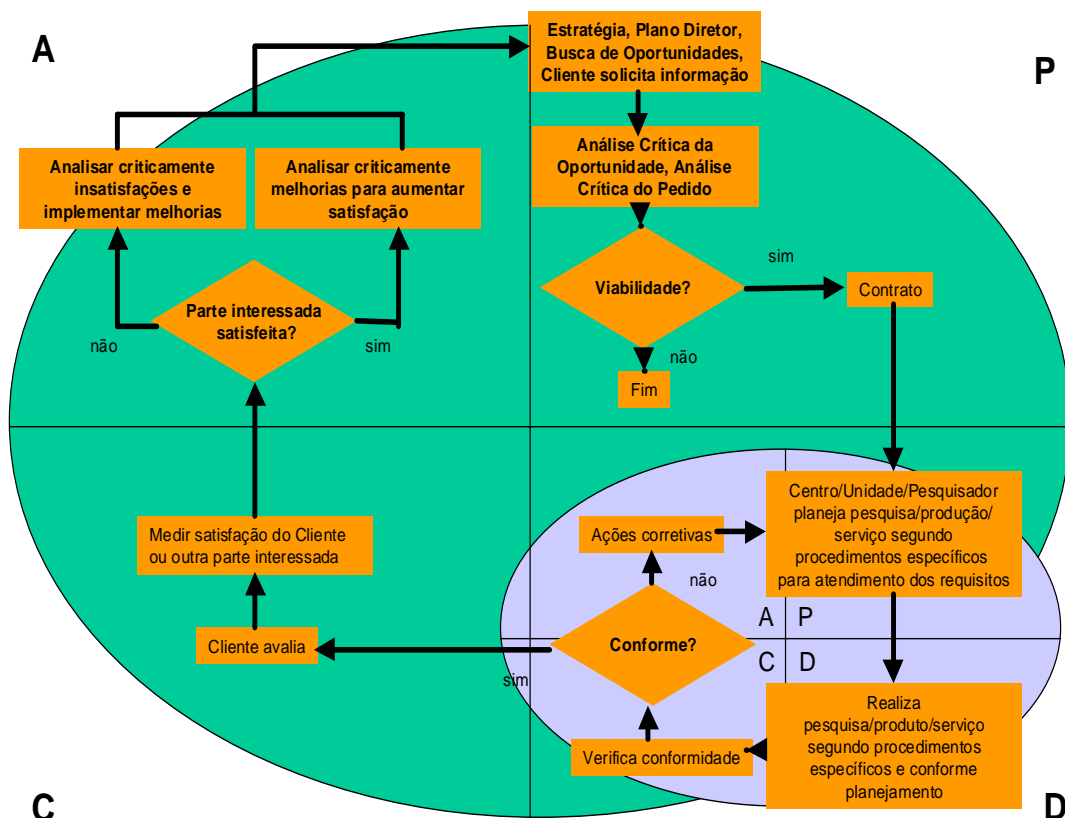 A
P
Estratégia, Plano Diretor,
Busca de Oportunidades,
Cliente solicita informação
Análise Crítica da
Oportunidade, Análise
Crítica do Pedido
Analisar criticamente
insatisfações e
implementar melhorias
Analisar criticamente
melhorias para aumentar
satisfação
Viabilidade?
sim
Contrato
não
Fim
Parte interessada
satisfeita?
não
sim
Centro/Unidade/Pesquisador
planeja pesquisa/produção/
serviço segundo
procedimentos específicos
para atendimento dos requisitos
Ações corretivas
não
Medir satisfação do Cliente
ou outra parte interessada
A
P
Conforme?
C
D
sim
Cliente avalia
Realiza
pesquisa/produto/serviço
segundo procedimentos
específicos e conforme
planejamento
Verifica conformidade
C
D